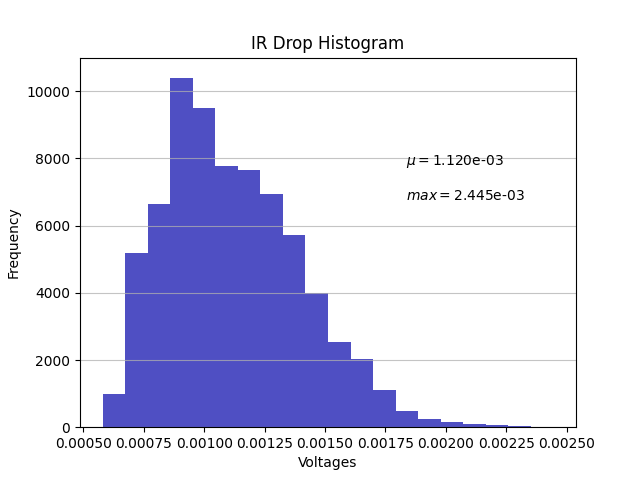 IR Drop Histogram
10000
8000
6000
4000
2000
0
Frequency
μ = 1.120e-03
max = 2.445e-03
0.00050 0.00075 0.00100 0.00125 0.00150 0.00175 0.00200 0.00225 0.00250
Voltages